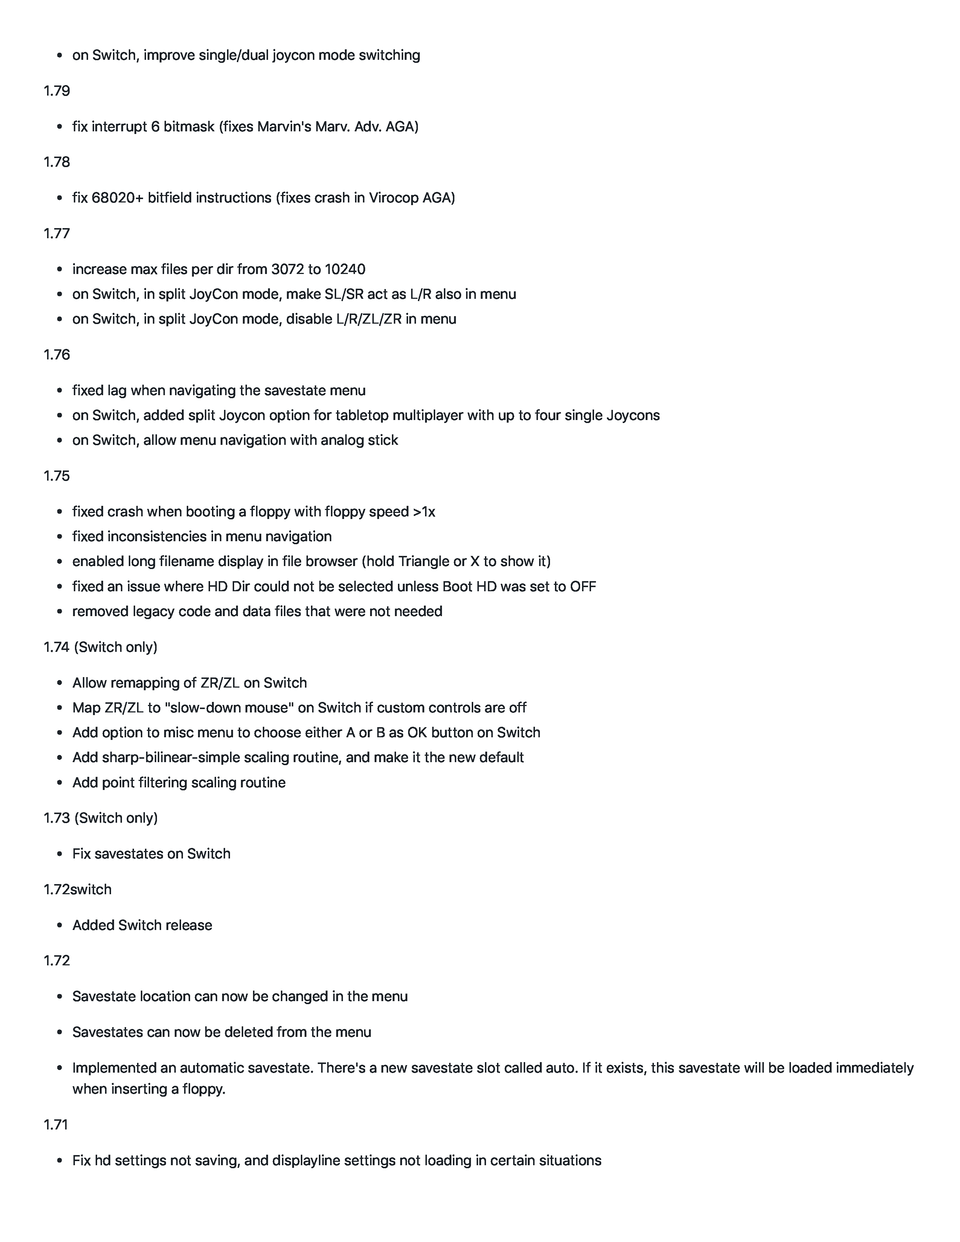 • on Switch, improve single/dual joycon mode switching
1.79
• fix interrupt 6 bitmask (fixes Marvin's Marv. Adv. AGA)
1.78
• fix 68020+ bitfield instructions (fixes crash in Virocop AGA)
1.77
• increase max files per dir from 3072 to 10240
• on Switch, in split JoyCon mode, make SL/SR act as L/R also in menu
• on Switch, in split JoyCon mode, disable L/R/ZL/ZR in menu
1.76
• fixed lag when navigating the savestate menu
• on Switch, added split Joycon option for tabletop multiplayer with up to four single Joycons
• on Switch, allow menu navigation with analog stick
1.75
• fixed crash when booting a floppy with floppy speed >1x
• fixed inconsistencies in menu navigation
• enabled long filename display in file browser (hold Triangle or X to show it)
• fixed an issue where HD Dir could not be selected unless Boot HD was set to OFF
• removed legacy code and data files that were not needed
1.74 (Switch only)
• Allow remapping of ZR/ZL on Switch
• Map ZR/ZL to "slow-down mouse" on Switch if custom controls are off
• Add option to misc menu to choose either A or B as OK button on Switch
• Add sharp-bilinear-simple scaling routine, and make it the new default
• Add point filtering scaling routine
1.73 (Switch only)
• Fix savestates on Switch
1.72switch
• Added Switch release
1.72
• Savestate location can now be changed in the menu
• Savestates can now be deleted from the menu
• Implemented an automatic savestate. There's a new savestate slot called auto. If it exists, this savestate will be loaded immediately
when inserting a floppy.
1.71
• Fix hd settings not saving, and displayline settings not loading in certain situations